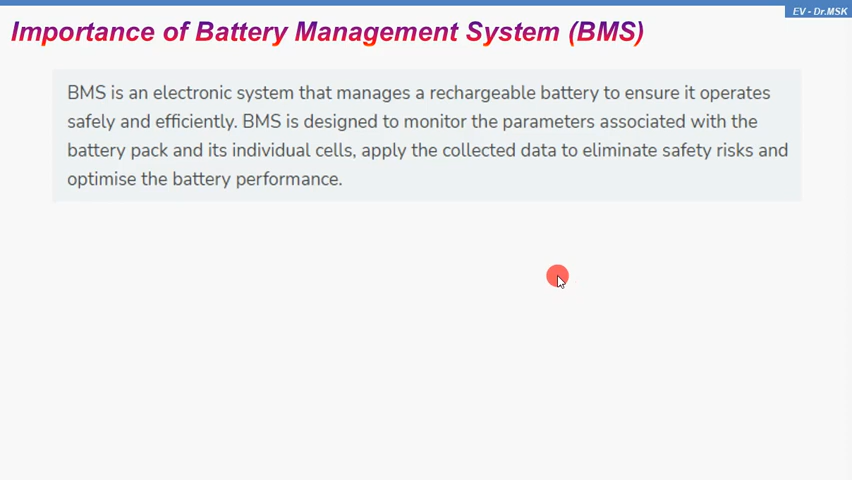 EV - Dr.MSK
Importance of Battery Management System (BMS)
BMS is an electronic system that manages a rechargeable battery to ensure it operates
safely and efficiently. BMS is designed to monitor the parameters associated with the
battery pack and its individual cells, apply the collected data to eliminate safety risks and
optimise the battery performance.